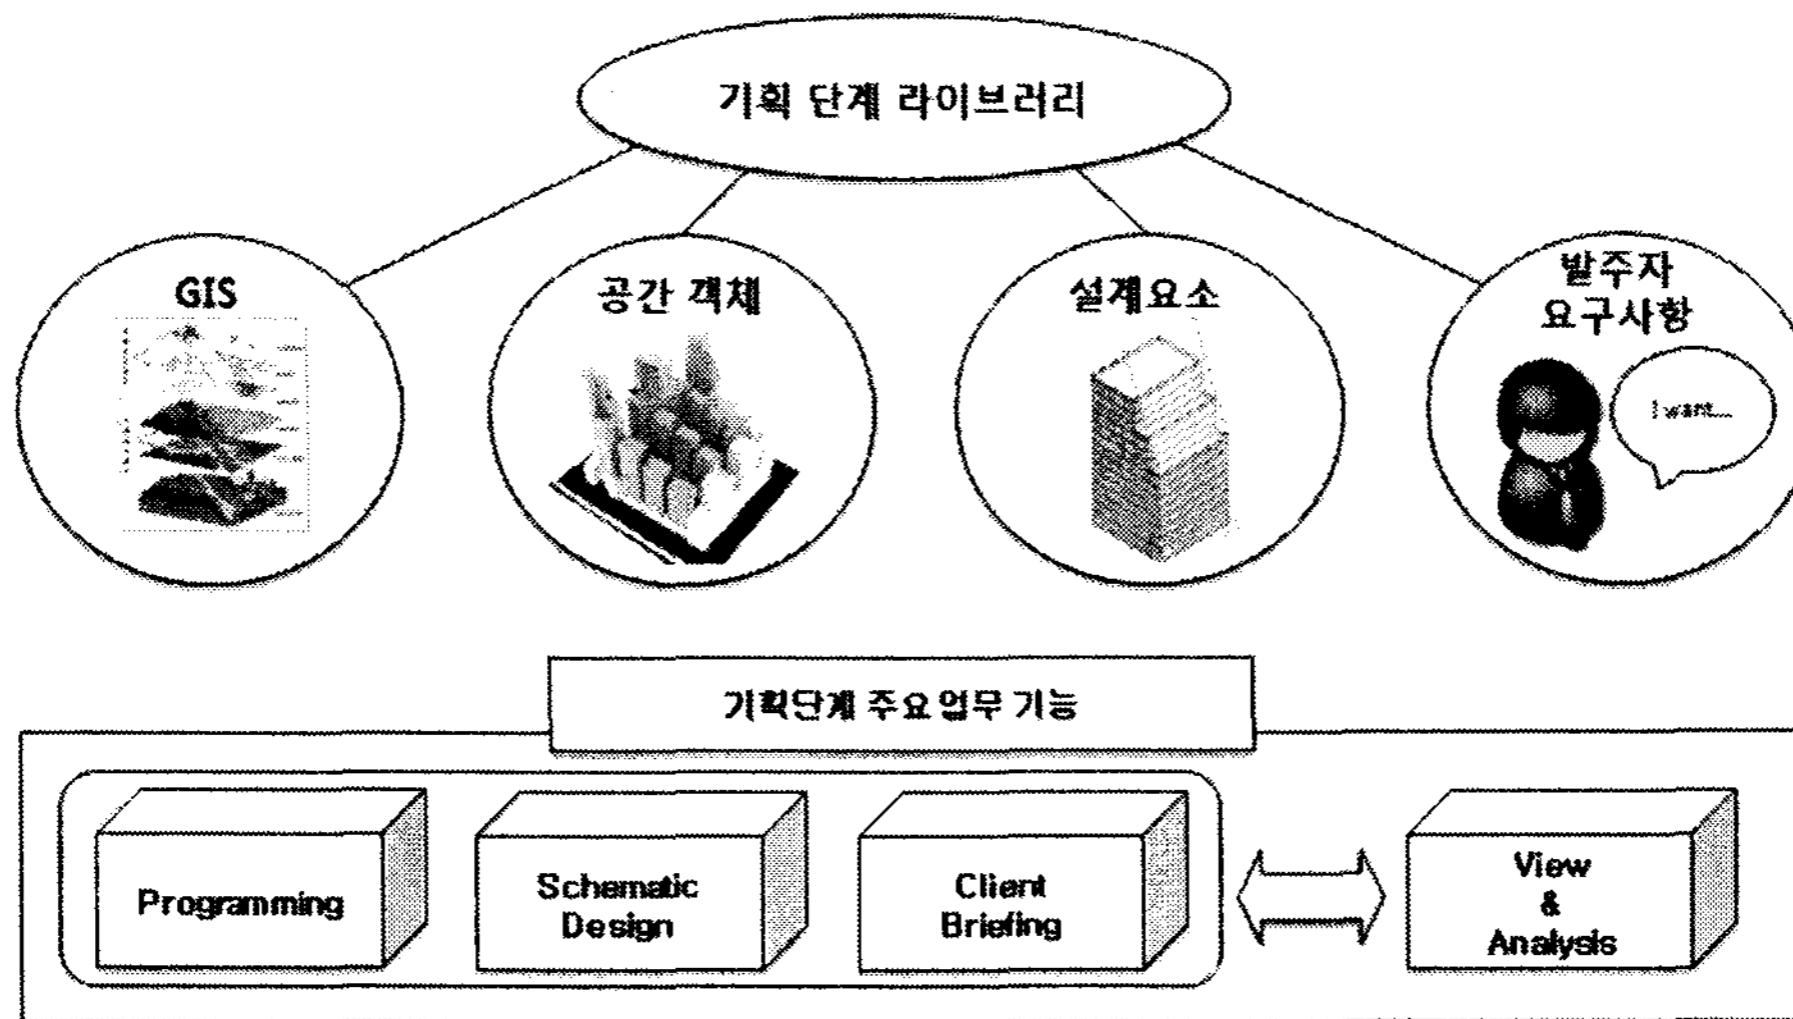 기획 단계 라이브러리
GIS
공간 객체
설계요소
발주자
요구사항
I want....
기획단계 주요업무 기능
Programming
Schematic
Design
Client
Briefing
View
&
Analysis